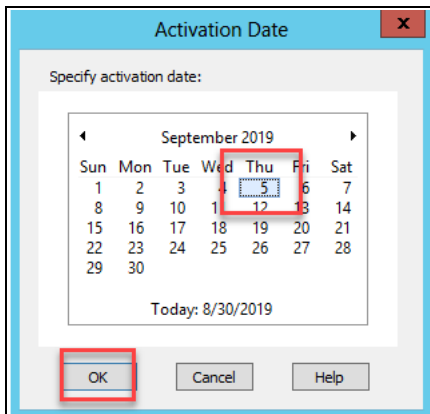 Activation Date
x
Specify activation date:
September 2019
Sun Mon Tue Wed Thu Fri Sat
1 2 3 4 5 6 7
8 9 10 11 12 13 14
15 16 17 18 19 20 21
22 23 24 25 26 27 28
29 30
Today: 8/30/2019
OK Cancel Help